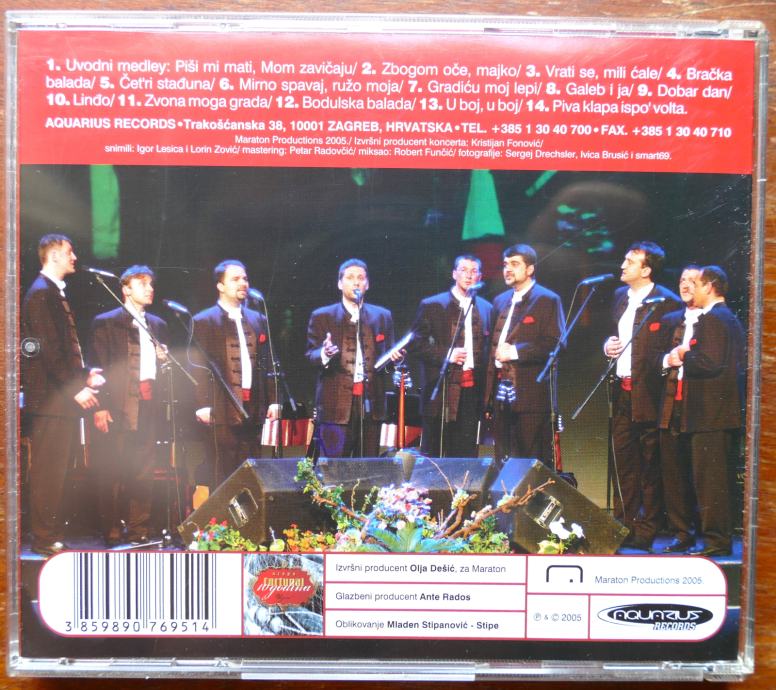 1. Uvodni medley: Piši mi mati, Mom zavičaju/ 2. Zbogom oče, majko/ 3. Vrati se, mili ćale/ 4. Bračka
balada/ 5. Čet'ri stađuna/ 6. Mirno spavaj, ružo moja/ 7. Gradiću moj lepi/ 8. Galeb i ja/ 9. Dobar dan/
10. Linđo/ 11. Zvona moga grada/ 12. Bodulska balada/ 13. U boj, u boj/ 14. Piva klapa ispo' volta.
AQUARIUS RECORDS • Trakošćanska 38, 10001 ZAGREB, HRVATSKA • TEL. +385 1 30 40 700 • FAX. +385 1 30 40 710
Maraton Productions 2005./ Izvršni producent koncerta: Kristijan Fonović/
snimili: Igor Lesica i Lorin Zović/ mastering: Petar Radovčić/ miksao: Robert Funčić/ fotografije: Sergej Drechsler, Ivica Brusić i smart69.
3 859890 769514
Izvršni producent Olja Dešić, za Maraton
Glazbeni producent Ante Rados
Oblikovanje Mladen Stipanović - Stipe
Maraton Productions 2005.
℗ & © 2005
AQUARIUS
RECORDS